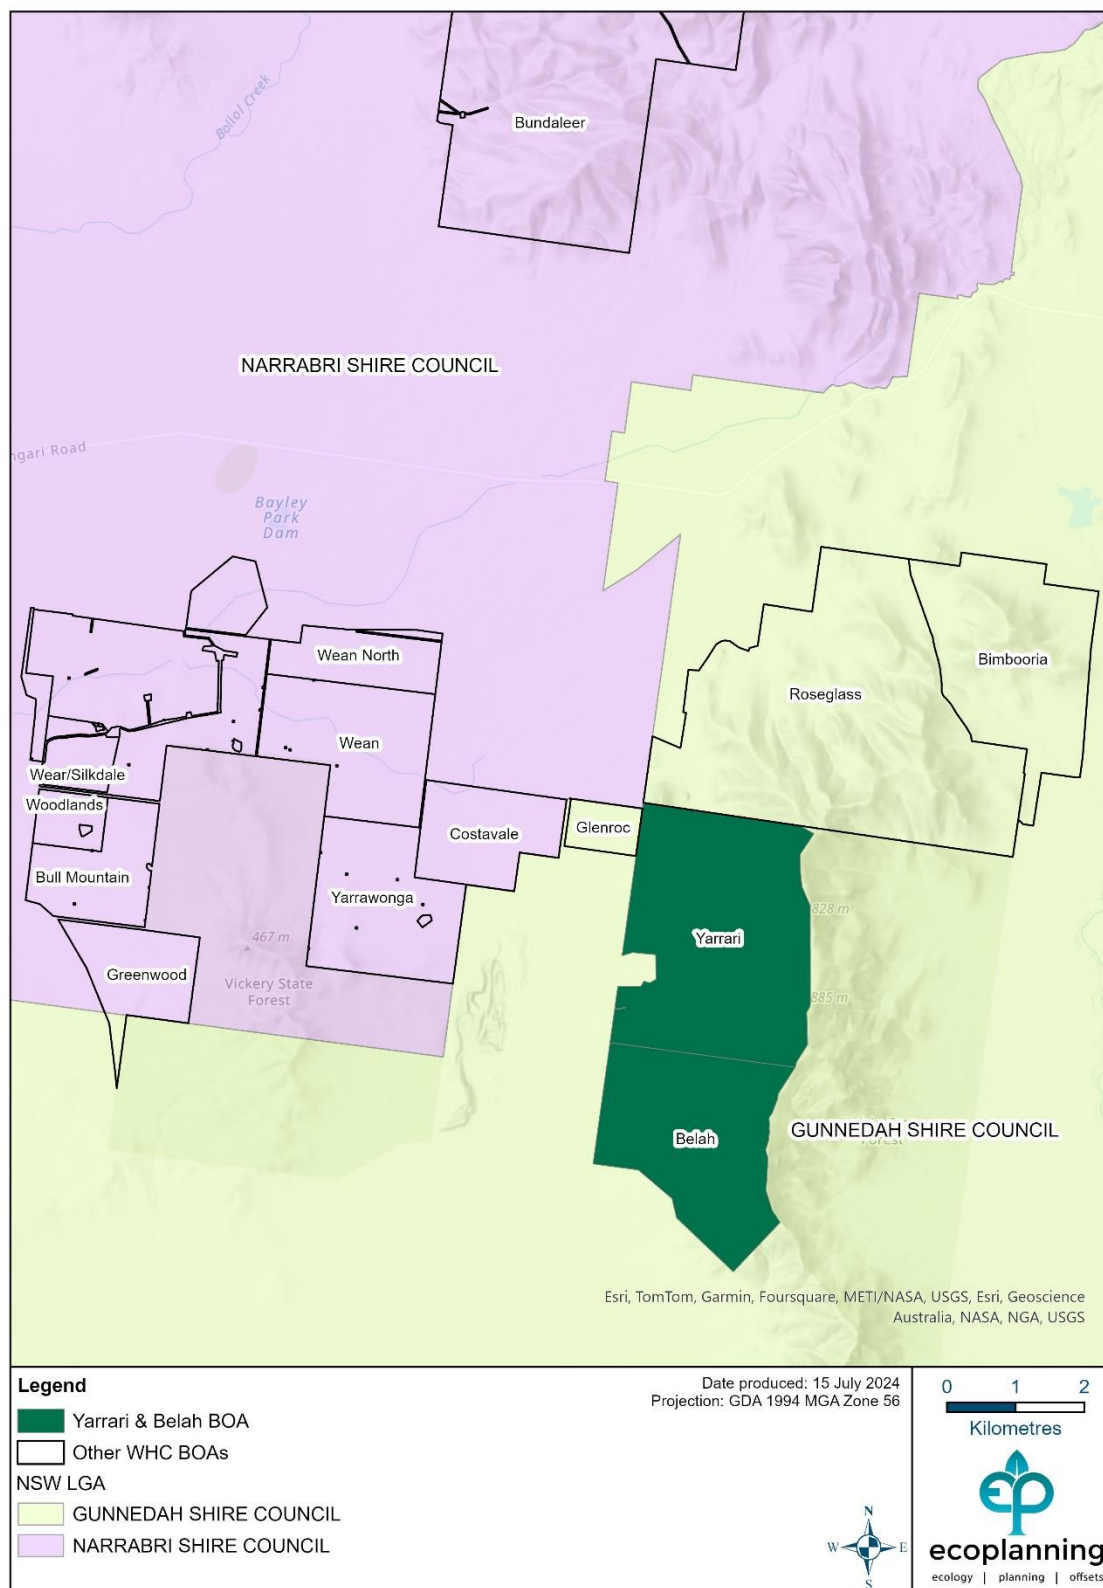 Bollol Creek
Bundaleer
NARRABRI SHIRE COUNCIL
ngari Road
Bayley
Park
Dam
Wean North
Bimbooria
Roseglass
Wean
Wear/Silkdale
Woodlands
Costavale
Glenroc
Bull Mountain
Yarrawonga
828 m
467 m
Yarrari
Greenwood
Vickery State
Forest
885 m
Belah
GUNNEDAH SHIRE COUNCIL
Esri, TomTom, Garmin, Foursquare, METI/NASA, USGS, Esri, Geoscience
Australia, NASA, NGA, USGS
Legend
Yarrari & Belah BOA
Other WHC BOAs
NSW LGA
GUNNEDAH SHIRE COUNCIL
NARRABRI SHIRE COUNCIL
Date produced: 15 July 2024
Projection: GDA 1994 MGA Zone 56
N
W E
S
0 1 2
Kilometres
ep
ecoplanning
ecology | planning | offsets